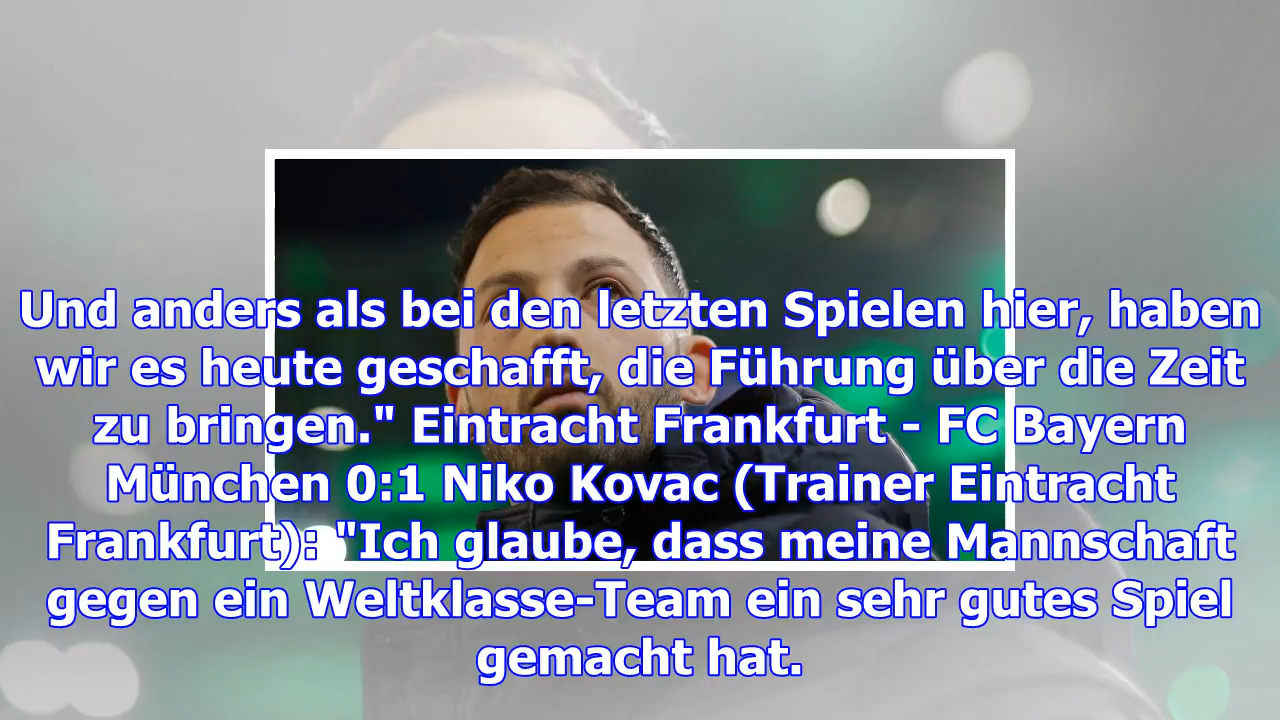 Und anders als bei den letzten Spielen hier, haben
wir es heute geschafft, die Führung über die Zeit
zu bringen." Eintracht Frankfurt - FC Bayern
München 0:1 Niko Kovac (Trainer Eintracht
Frankfurt): "Ich glaube, dass meine Mannschaft
gegen ein Weltklasse-Team ein sehr gutes Spiel
gemacht hat.